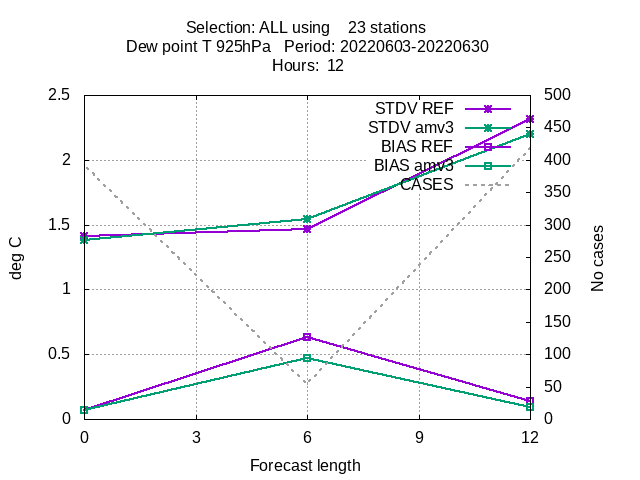 Selection: ALL using 23 stations
Dew point T 925hPa Period: 20220603-20220630
Hours: 12
2.5
2
1.5
1
0.5
0
deg C
500
450
400
350
300
250
200
150
100
50
0
No cases
STDV REF
STDV amv3
BIAS REF
BIAS amv3
CASES
0 3 6 9 12
Forecast length